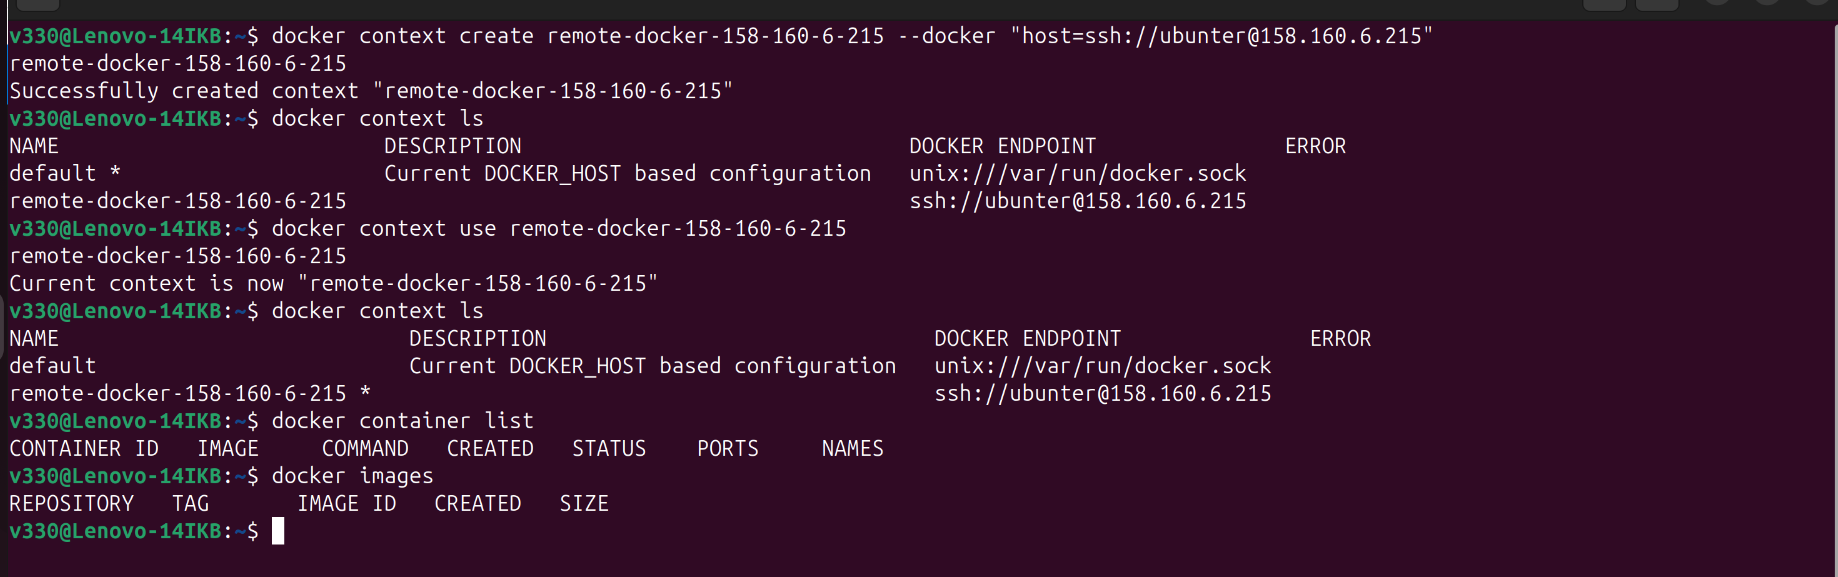 v330@Lenovo-14IKB:~$ docker context create remote-docker-158-160-6-215 --docker "host=ssh://ubunter@158.160.6.215"
remote-docker-158-160-6-215
Successfully created context "remote-docker-158-160-6-215"
v330@Lenovo-14IKB:~$ docker context ls
NAME                          DESCRIPTION                               DOCKER ENDPOINT               ERROR
default *                     Current DOCKER_HOST based configuration   unix:///var/run/docker.sock
remote-docker-158-160-6-215                                             ssh://ubunter@158.160.6.215
v330@Lenovo-14IKB:~$ docker context use remote-docker-158-160-6-215
remote-docker-158-160-6-215
Current context is now "remote-docker-158-160-6-215"
v330@Lenovo-14IKB:~$ docker context ls
NAME                            DESCRIPTION                               DOCKER ENDPOINT               ERROR
default                         Current DOCKER_HOST based configuration   unix:///var/run/docker.sock
remote-docker-158-160-6-215 *                                             ssh://ubunter@158.160.6.215
v330@Lenovo-14IKB:~$ docker container list
CONTAINER ID   IMAGE     COMMAND   CREATED   STATUS    PORTS     NAMES
v330@Lenovo-14IKB:~$ docker images
REPOSITORY   TAG       IMAGE ID   CREATED   SIZE
v330@Lenovo-14IKB:~$